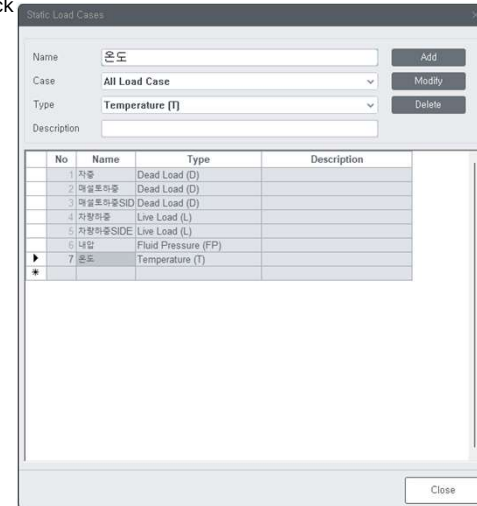 ck
Static Load Cases
Name 온도 Add
Case All Load Case Modify
Type Temperature (T) Delete
Description
No Name Type Description
1 자중 Dead Load (D)
2 매설토하중 Dead Load (D)
3 매설토하중SID Dead Load (D)
4 차량하중 Live Load (L)
5 차량하중SIDE Live Load (L)
6 내압 Fluid Pressure (FP)
7 온도 Temperature (T)
Close